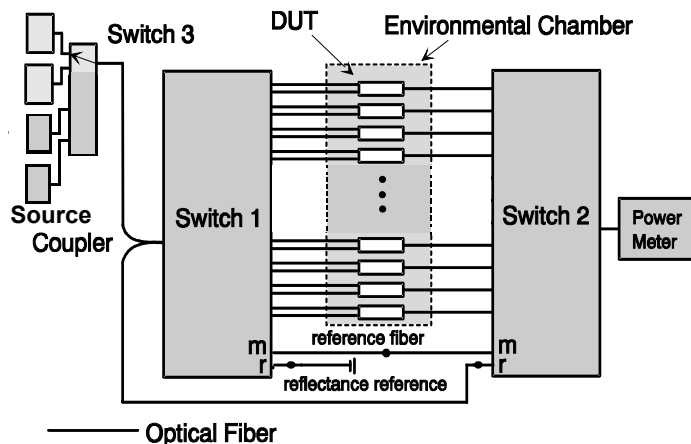 Switch 3
DUT
Environmental Chamber
Source
Coupler
Switch 1
Switch 2
Power
Meter
m
r
reference fiber
reflectance reference
m
r
Optical Fiber